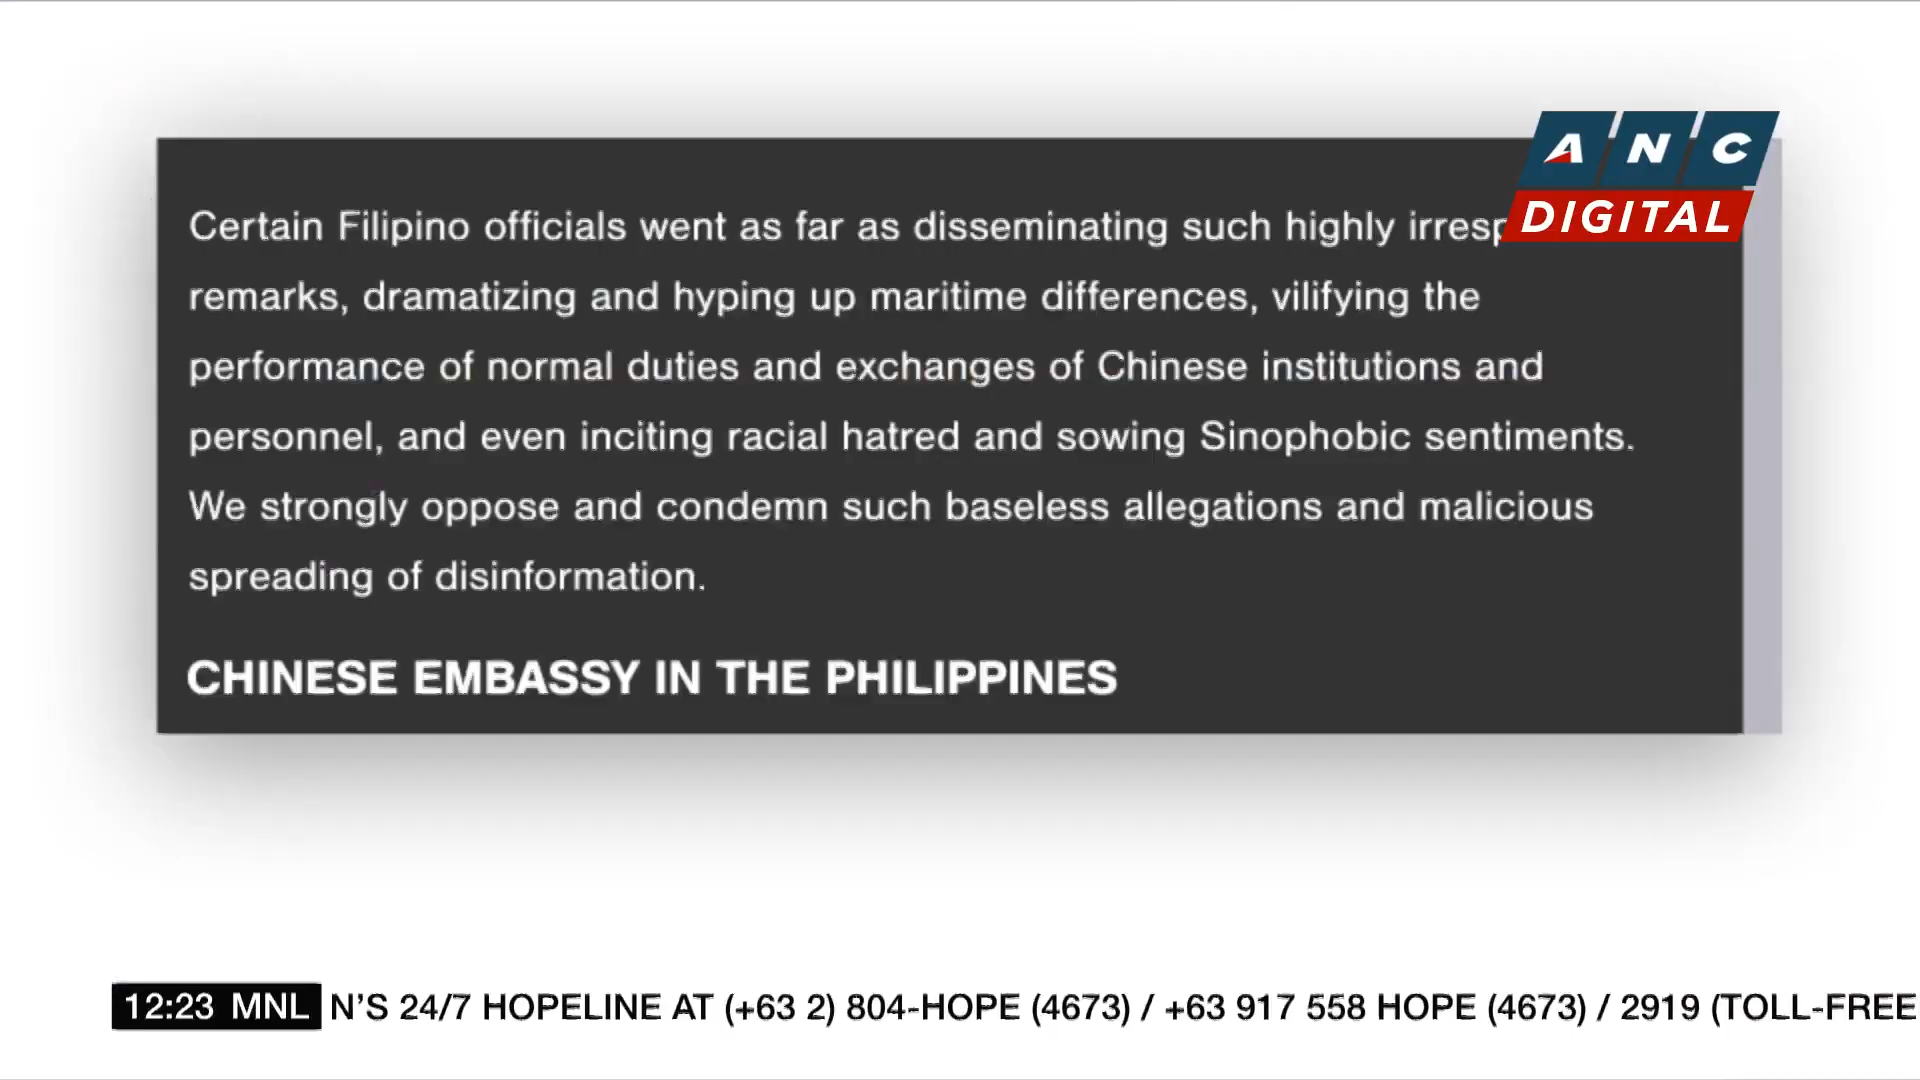 ANC
DIGITAL
Certain Filipino officials went as far as disseminating such highly
remarks, dramatizing and hyping up maritime differences, vilifying the
performance of normal duties and exchanges of Chinese institutions and
personnel, and even inciting racial hatred and sowing Sinophobic sentiments.
We strongly oppose and condemn such baseless allegations and malicious
spreading of disinformation.
CHINESE EMBASSY IN THE PHILIPPINES
12:23 MNL N'S 24/7 HOPELINE AT (+63 2) 804-HOPE (4673) / +63 917 558 HOPE (4673) / 2919 (TOLL-FREE